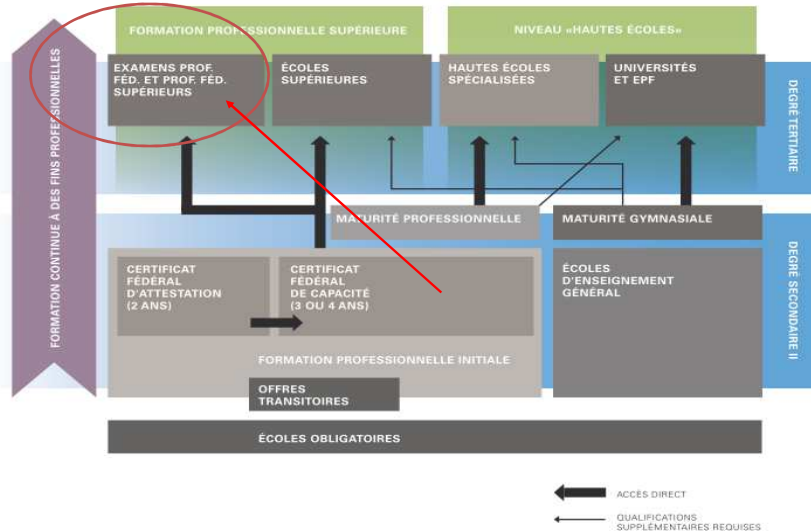 FORMATION PROFESSIONNELLE SUPÉRIEURE
NIVEAU «HAUTES ÉCOLES»
EXAMENS PROF.
FÉD. ET PROF. FÉD.
SUPÉRIEURS
ÉCOLES
SUPÉRIEURES
HAUTES ÉCOLES
SPÉCIALISÉES
UNIVERSITÉS
ET EPF
DEGRÉ TERTIAIRE
FORMATION CONTINUE À DES FINS PROFESSIONNELLES
MATURITÉ PROFESSIONNELLE
MATURITÉ GYMNASIALE
CERTIFICAT
FÉDÉRAL
D'ATTESTATION
(2 ANS)
CERTIFICAT
FÉDÉRAL
DE CAPACITÉ
(3 OU 4 ANS)
ÉCOLES
D'ENSEIGNEMENT
GÉNÉRAL
DEGRÉ SECONDAIRE II
FORMATION PROFESSIONNELLE INITIALE
OFFRES
TRANSITOIRES
ÉCOLES OBLIGATOIRES
ACCÈS DIRECT
QUALIFICATIONS
SUPPLÉMENTAIRES REQUISES